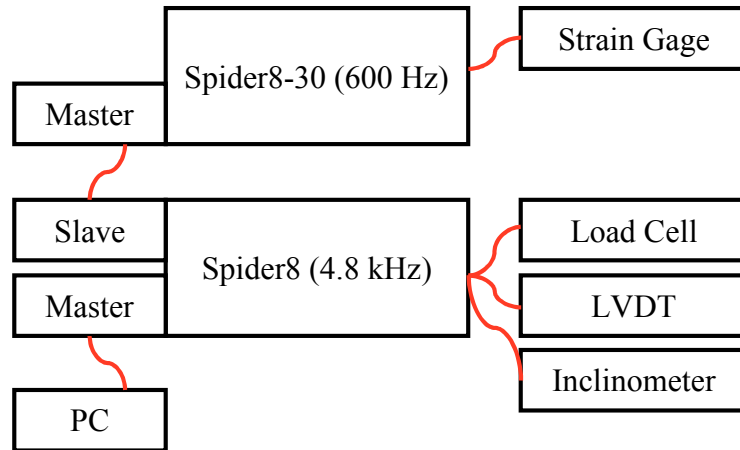 Strain Gage
Spider8-30 (600 Hz)
Master
Slave
Load Cell
Spider8 (4.8 kHz)
Master
LVDT
Inclinometer
PC